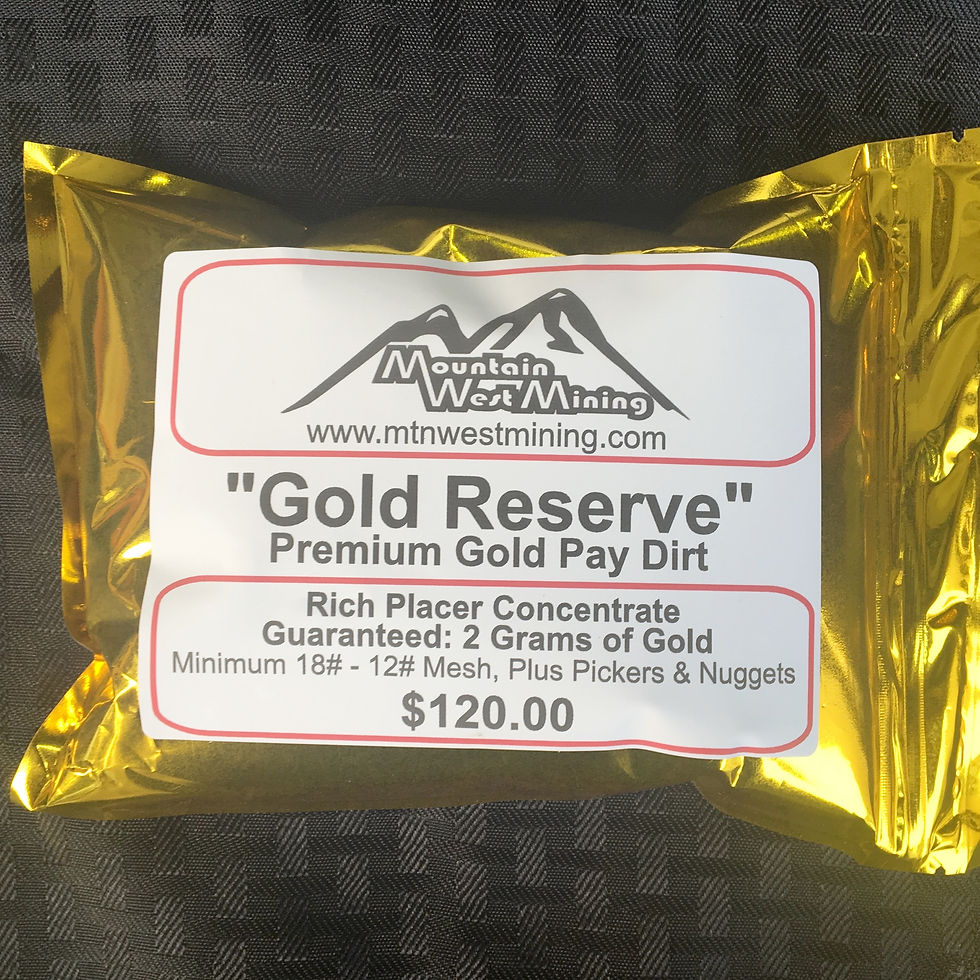 Mountain
West Mining
www.mtnwestmining.com
"Gold Reserve"
Premium Gold Pay Dirt
Rich Placer Concentrate
Guaranteed: 2 Grams of Gold
Minimum 18# - 12# Mesh, Plus Pickers & Nuggets
$120.00